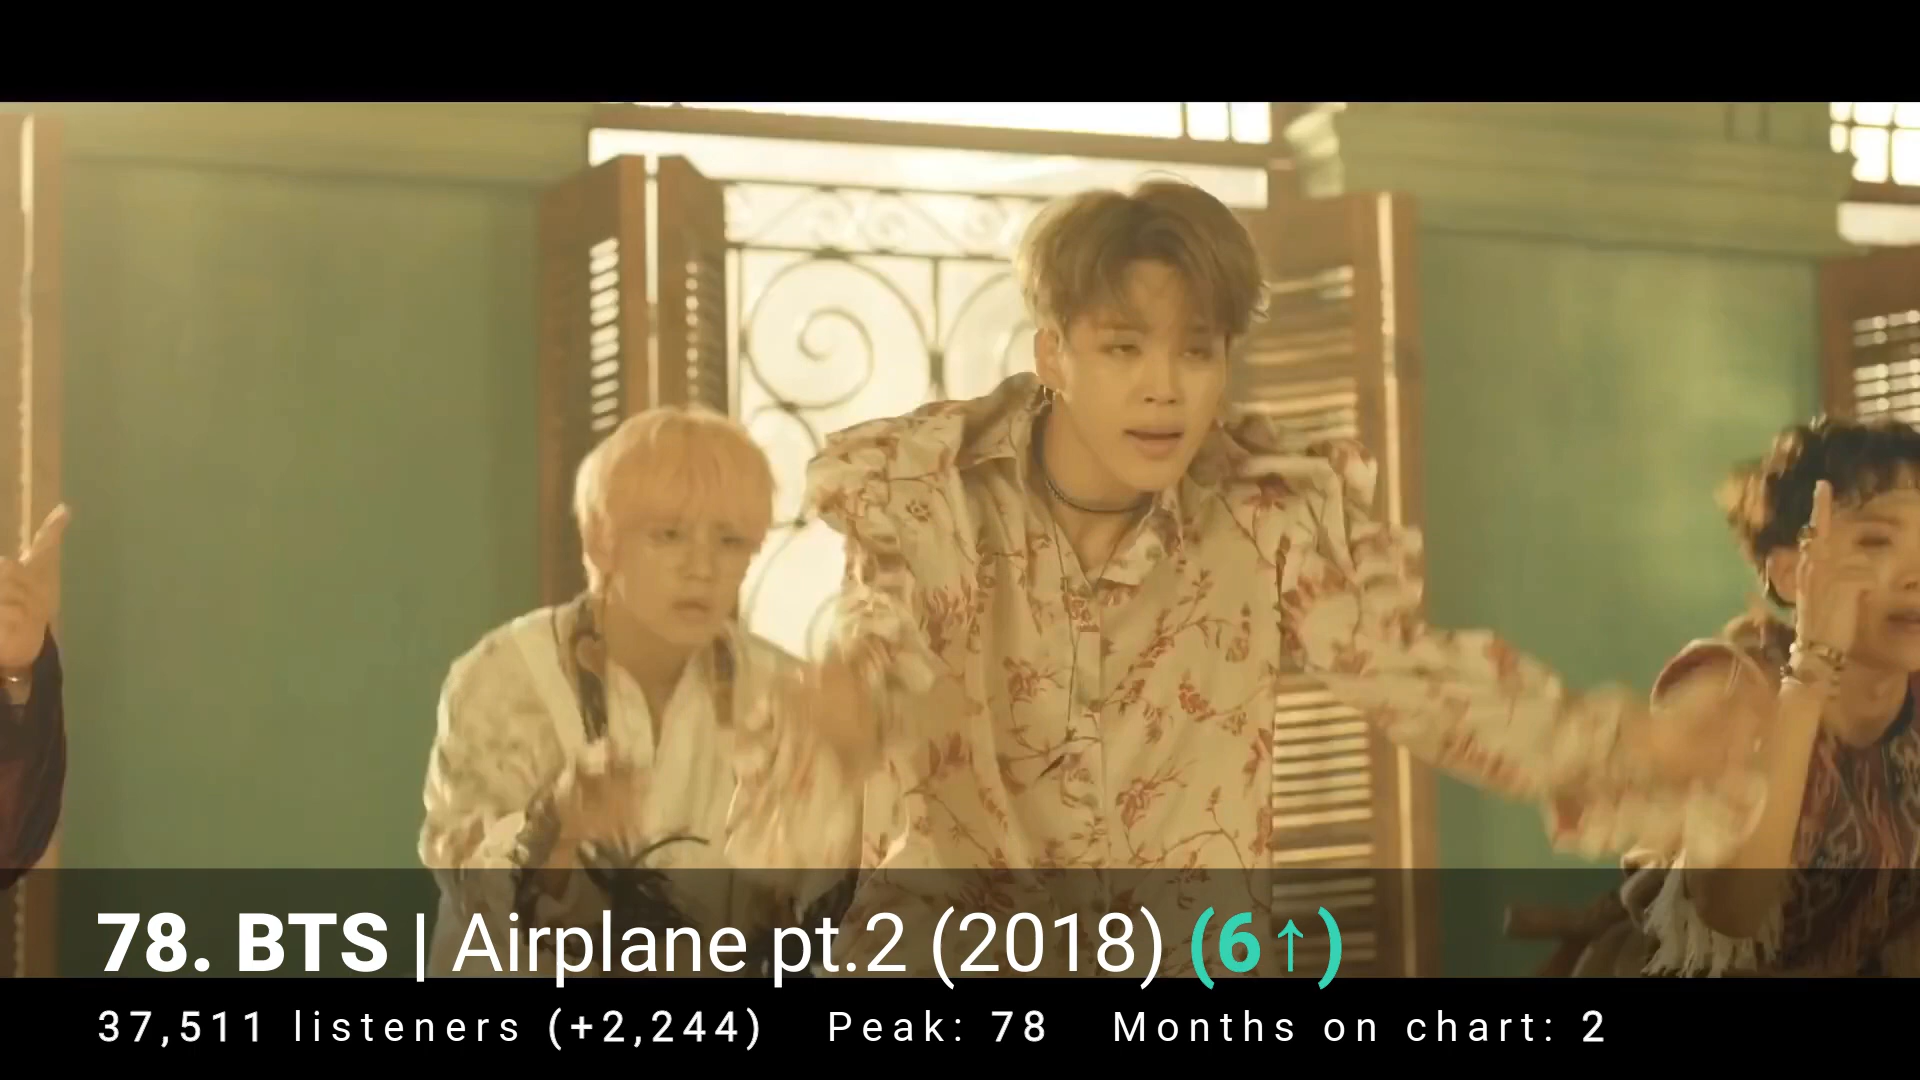 78. BTS | Airplane pt.2 (2018) (6↑)
37,511 listeners (+2,244) Peak: 78 Months on chart: 2